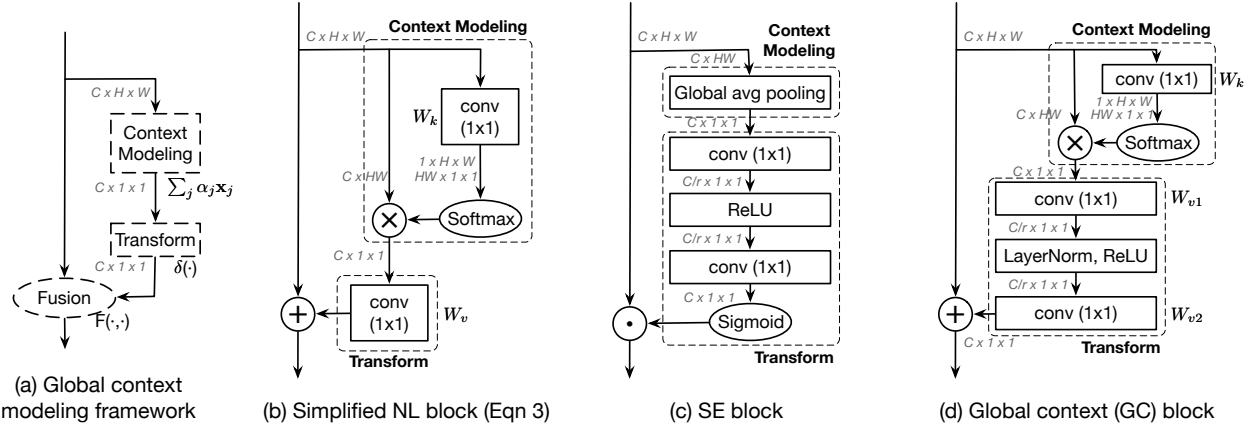 C x H x W
Context
Modeling
C x 1 x 1
∑j αjxj
Transform
C x 1 x 1
δ(·)
Fusion
F(·,·)
(a) Global context
modeling framework
C x H x W
Context Modeling
Wk
conv
(1x1)
1 x H x W
HW x 1 x 1
C x HW
×
Softmax
C x 1 x 1
conv
(1x1)
Wv
+
Transform
(b) Simplified NL block (Eqn 3)
C x H x W
Context
Modeling
C x HW
Global avg pooling
C x 1 x 1
conv (1x1)
C/r x 1 x 1
ReLU
C/r x 1 x 1
conv (1x1)
C x 1 x 1
Sigmoid
·
Transform
(c) SE block
C x H x W
Context Modeling
conv (1x1)
Wk
1 x H x W
HW x 1 x 1
C x HW
×
Softmax
C x 1 x 1
conv (1x1)
Wv1
C/r x 1 x 1
LayerNorm, ReLU
C/r x 1 x 1
conv (1x1)
Wv2
+
C x 1 x 1
Transform
(d) Global context (GC) block